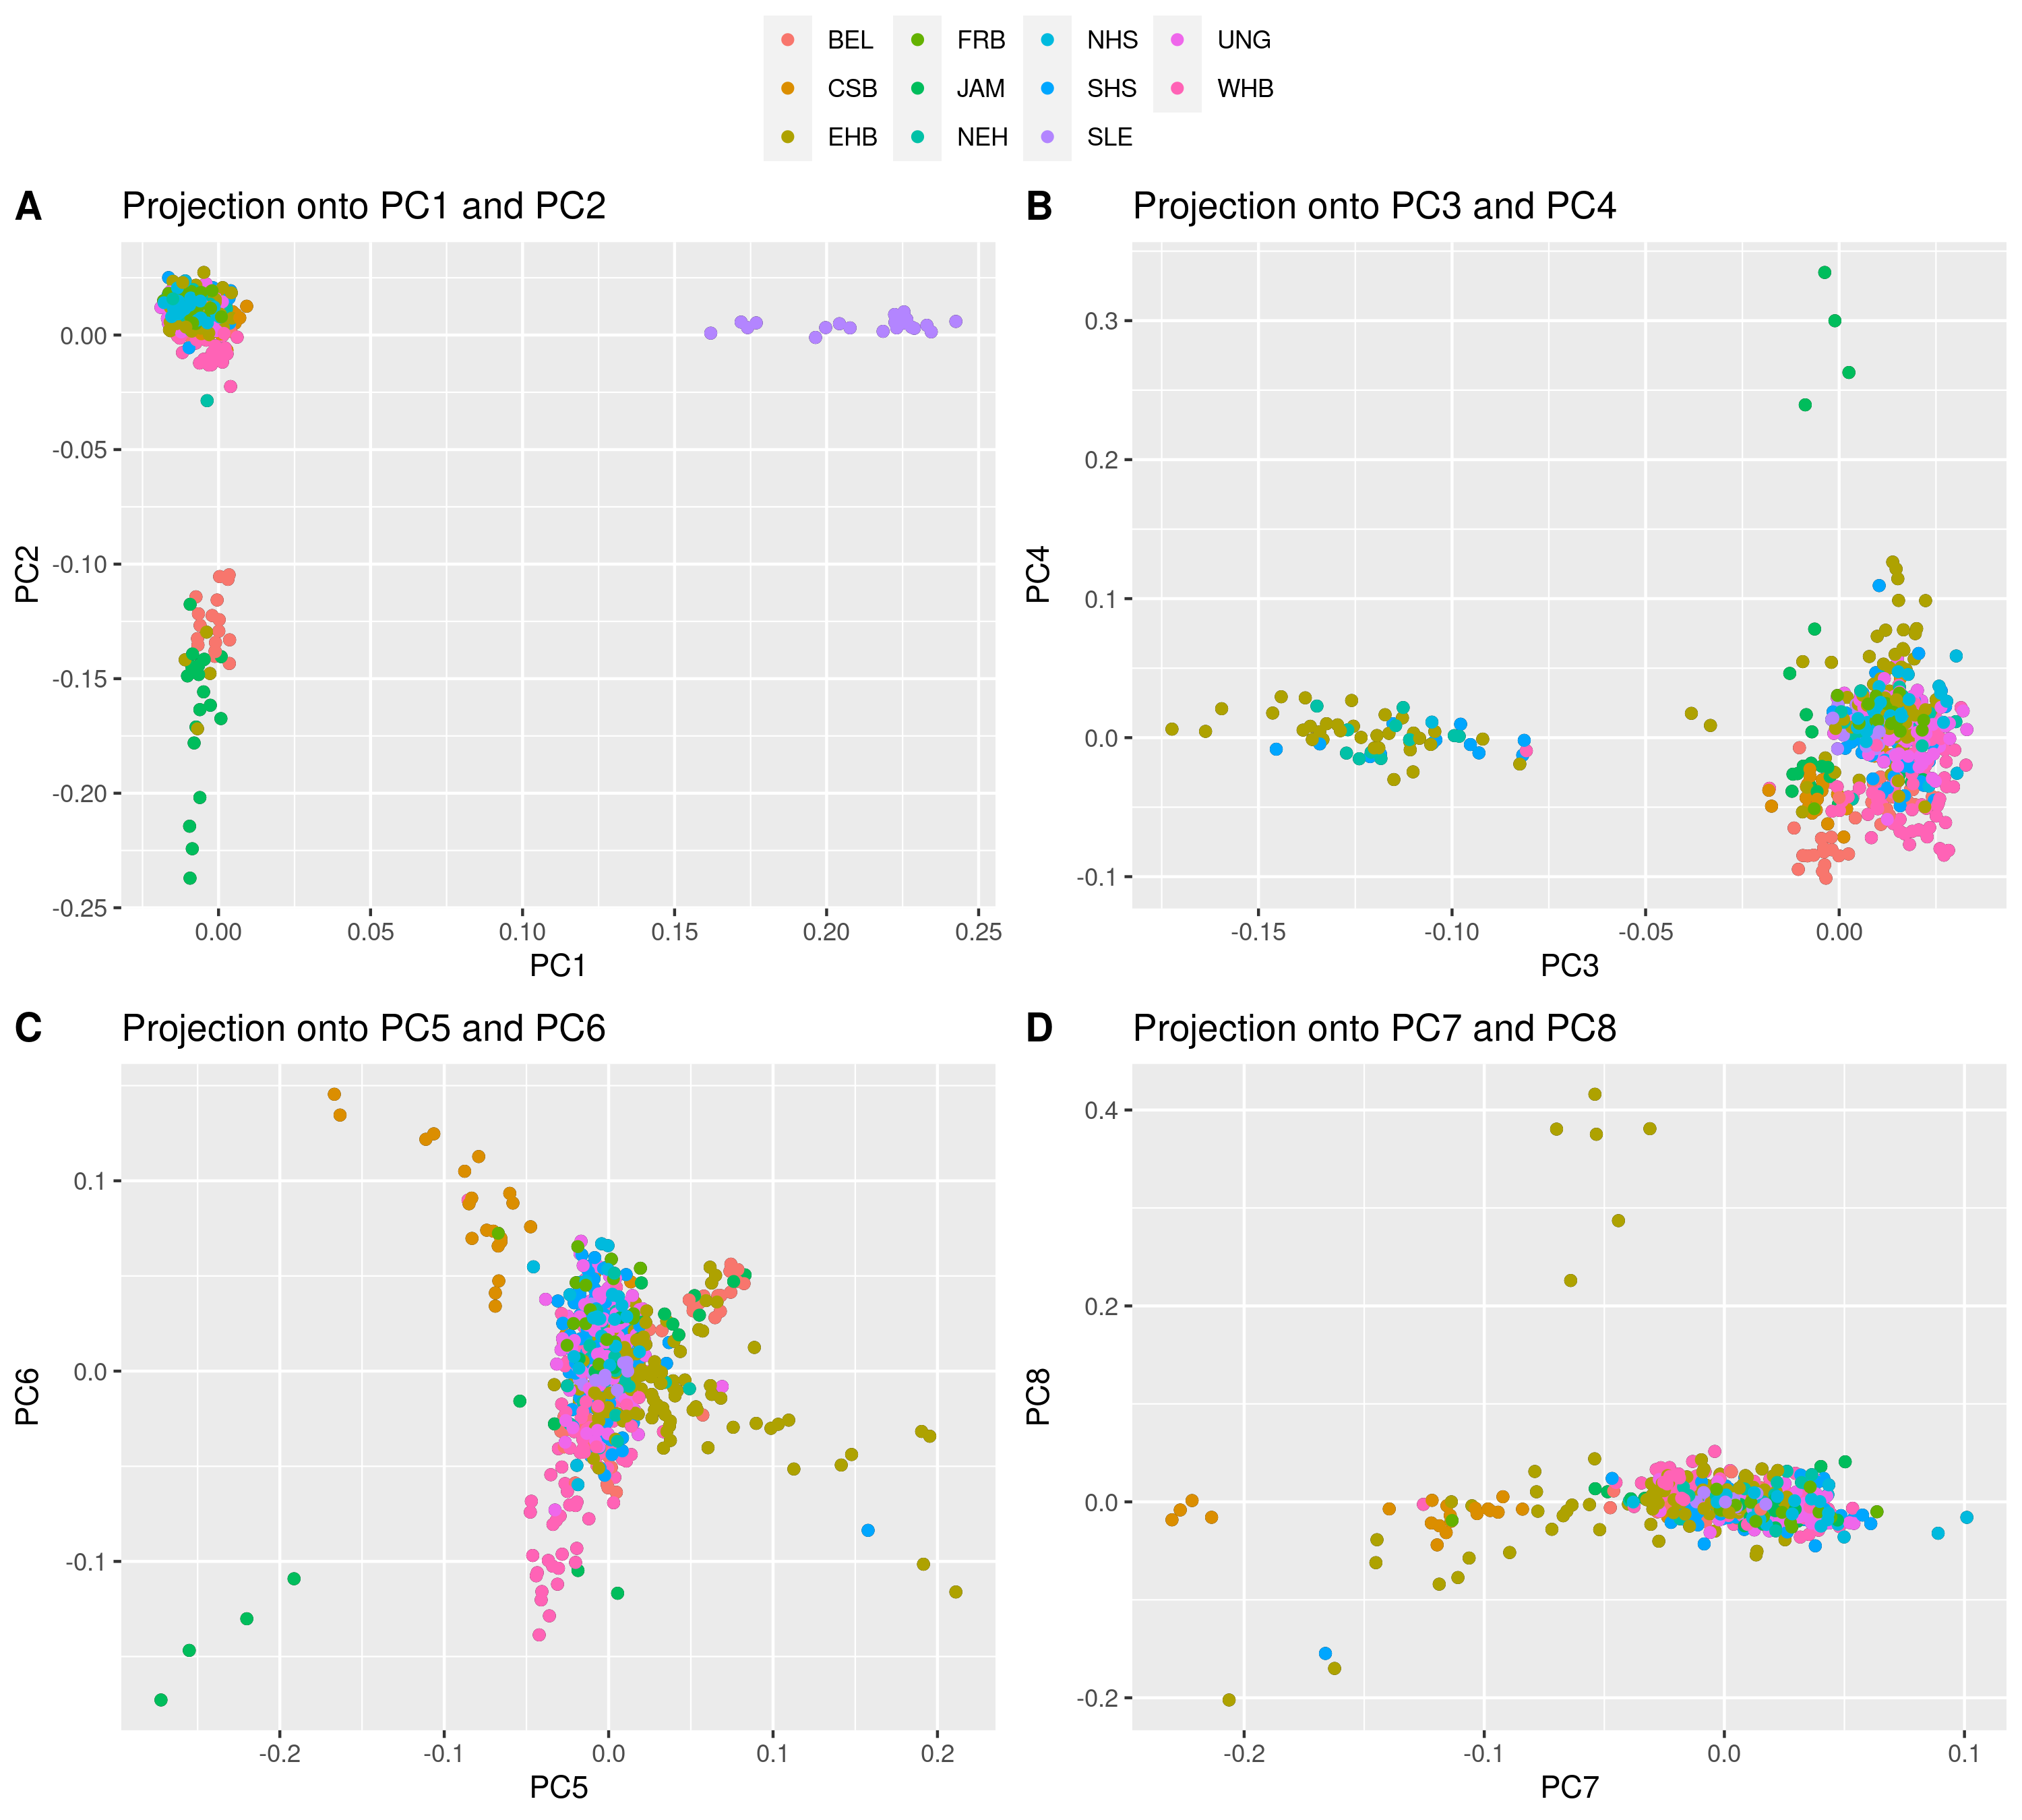 BEL FRB NHS UNG
CSB JAM SHS WHB
EHB NEH SLE
A Projection onto PC1 and PC2
0.00
-0.05
-0.10
-0.15
-0.20
-0.25
PC2
0.00 0.05 0.10 0.15 0.20 0.25
PC1
B Projection onto PC3 and PC4
0.3
0.2
0.1
0.0
-0.1
PC4
-0.15 -0.10 -0.05 0.00
PC3
C Projection onto PC5 and PC6
0.1
0.0
-0.1
PC6
-0.2 -0.1 0.0 0.1 0.2
PC5
D Projection onto PC7 and PC8
0.4
0.2
0.0
-0.2
PC8
-0.2 -0.1 0.0 0.1
PC7